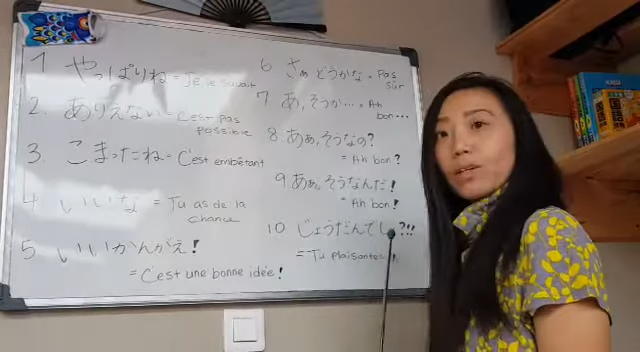 1 やっぱりね = Je le savait
2. ありえない = C'est pas
possible
3. こまったね - C'est embêtant
4 いいな = Tu as de la
chance
5 いいかんがえ!
= C'est une bonne idée!
6 さぁ どうかな = Pas
sûr
7 あ, そうか... = Ah
bon...
8 あぁ, そうなの?
= Ah bon?
9 あぁ, そうなんだ!
= Ah bon!
10 じょうだんでし?!!
= Tu plaisantes